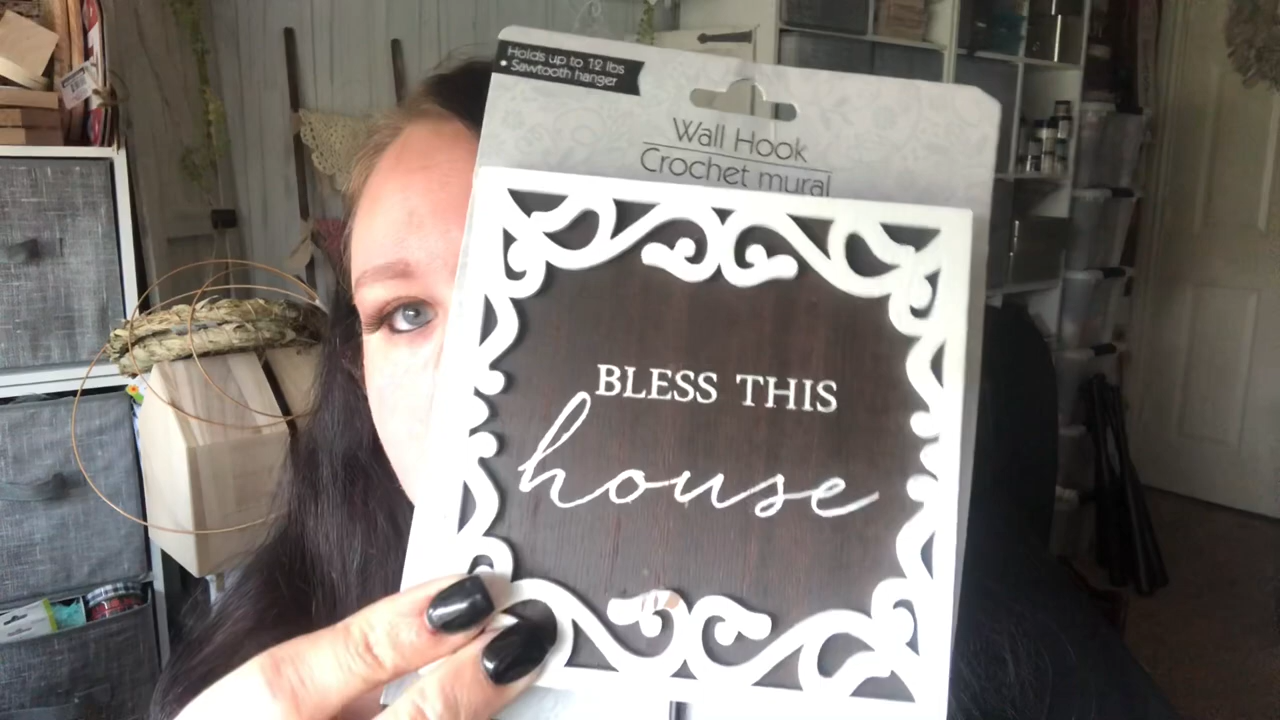 Holds up to 12 lbs
• Sawtooth hanger
Wall Hook
Crochet mural
BLESS THIS
house